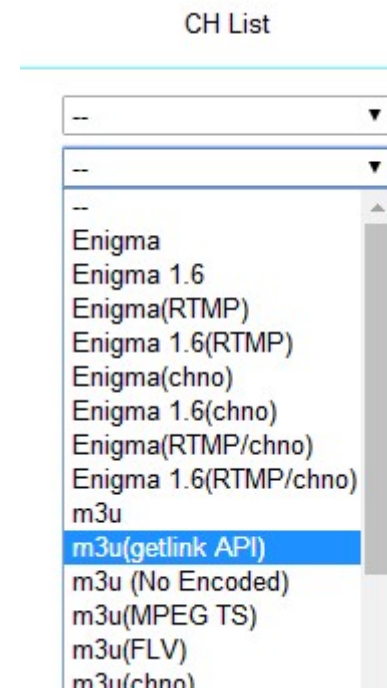 CH List
--
--
--
Enigma
Enigma 1.6
Enigma(RTMP)
Enigma 1.6(RTMP)
Enigma(chno)
Enigma 1.6(chno)
Enigma(RTMP/chno)
Enigma 1.6(RTMP/chno)
m3u
m3u(getlink API)
m3u (No Encoded)
m3u(MPEG TS)
m3u(FLV)
m3u(chno)